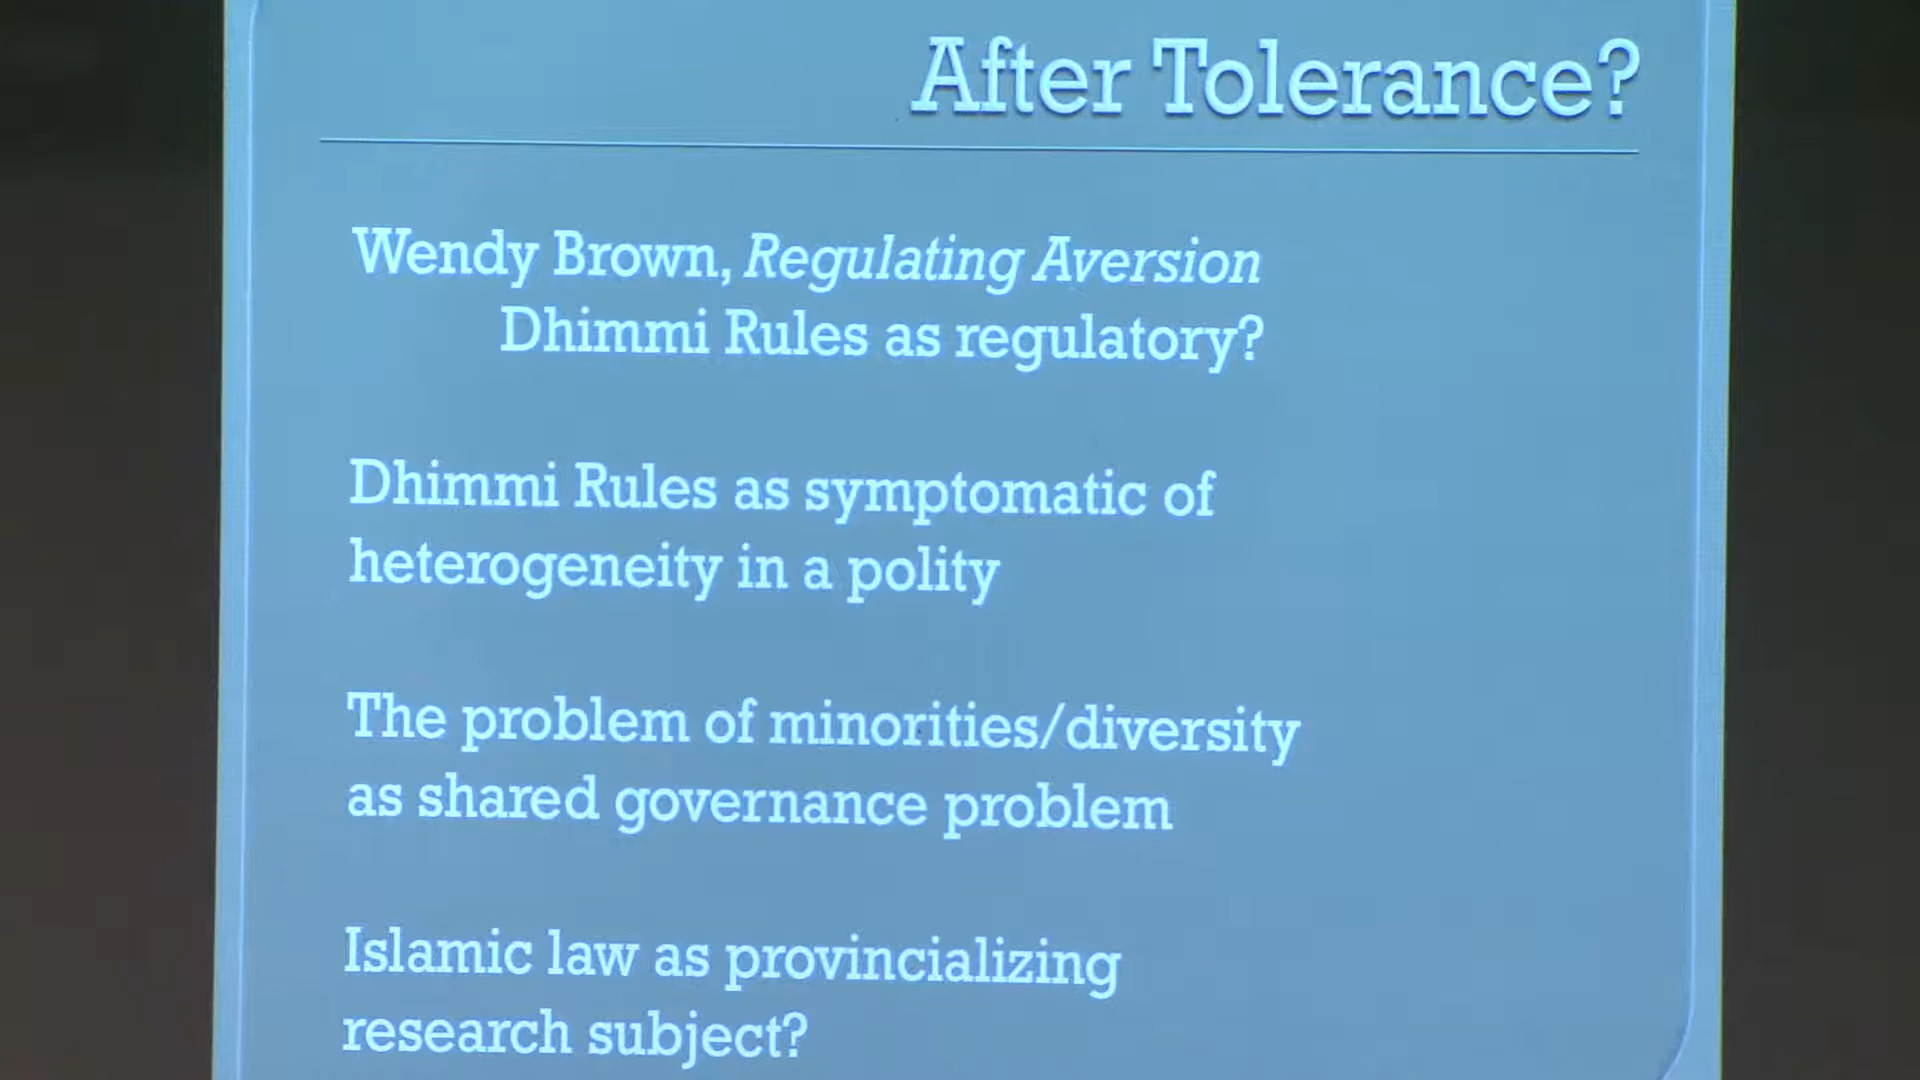 After Tolerance?
Wendy Brown, Regulating Aversion
Dhimmi Rules as regulatory?
Dhimmi Rules as symptomatic of
heterogeneity in a polity
The problem of minorities/diversity
as shared governance problem
Islamic law as provincializing
research subject?